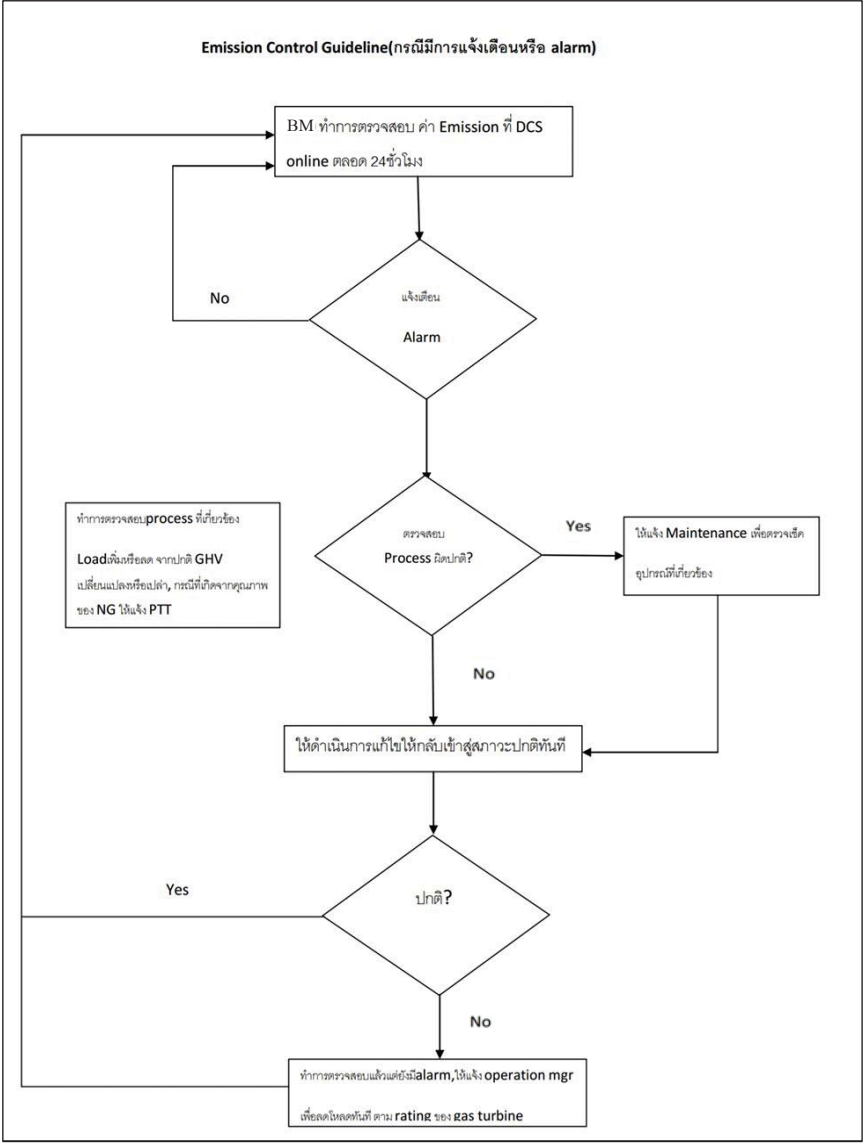 Emission Control Guideline(กรณีมีการแจ้งเตือนหรือ alarm)
BM ทำการตรวจสอบ ค่า Emission ที่ DCS
online ตลอด 24ชั่วโมง
No
แจ้งเตือน
Alarm
ทำการตรวจสอบprocess ที่เกี่ยวข้อง
Loadเพิ่มหรือลด จากปกติ GHV
เปลี่ยนแปลงหรือเปล่า, กรณีที่เกิดจากคุณภาพ
ของ NG ให้แจ้ง PTT
ตรวจสอบ
Process ผิดปกติ?
Yes
ให้แจ้ง Maintenance เพื่อตรวจเช็ค
อุปกรณ์ที่เกี่ยวข้อง
No
ให้ดำเนินการแก้ไขให้กลับเข้าสู่สภาวะปกติทันที
Yes
ปกติ?
No
ทำการตรวจสอบแล้วแต่ยังมีalarm,ให้แจ้ง operation mgr
เพื่อลดโหลดทันที ตาม rating ของ gas turbine